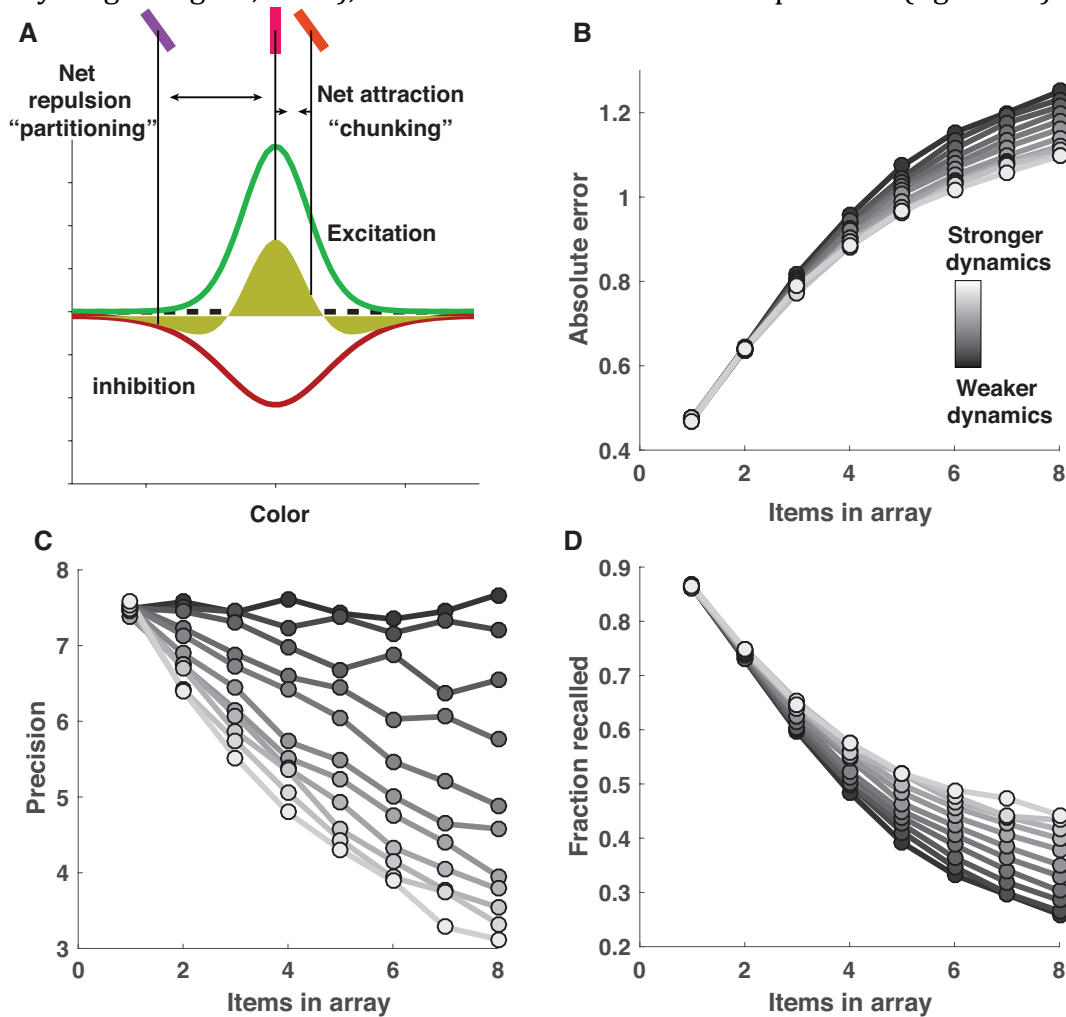 A
Net
repulsion
“partitioning”
Net attraction
“chunking”
Excitation
inhibition
Color
B
Absolute error
1.2
1
0.8
0.6
0.4
0
2
4
6
8
Items in array
Stronger
dynamics
Weaker
dynamics
C
Precision
8
7
6
5
4
3
0
2
4
6
8
Items in array
D
Fraction recalled
0.9
0.8
0.7
0.6
0.5
0.4
0.3
0.2
0
2
4
6
8
Items in array